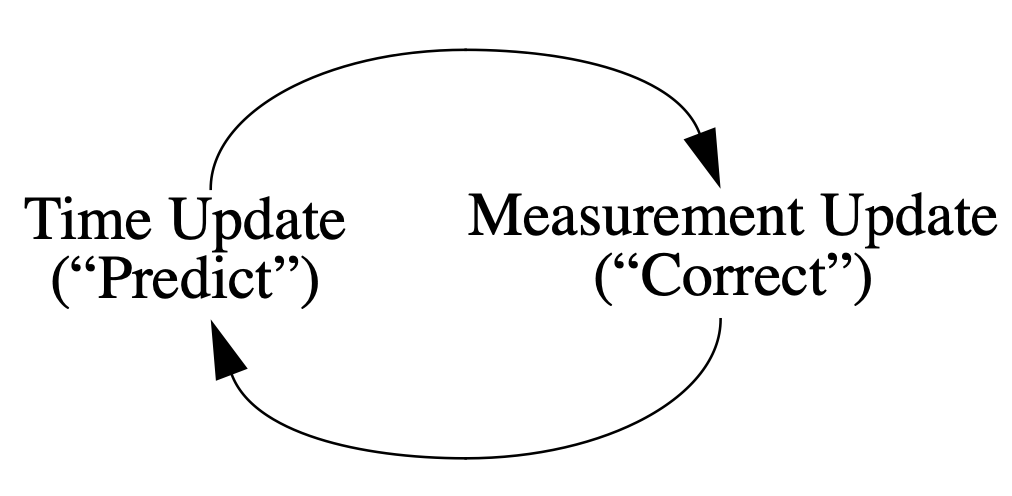 Time Update
(“Predict”)
Measurement Update
(“Correct”)